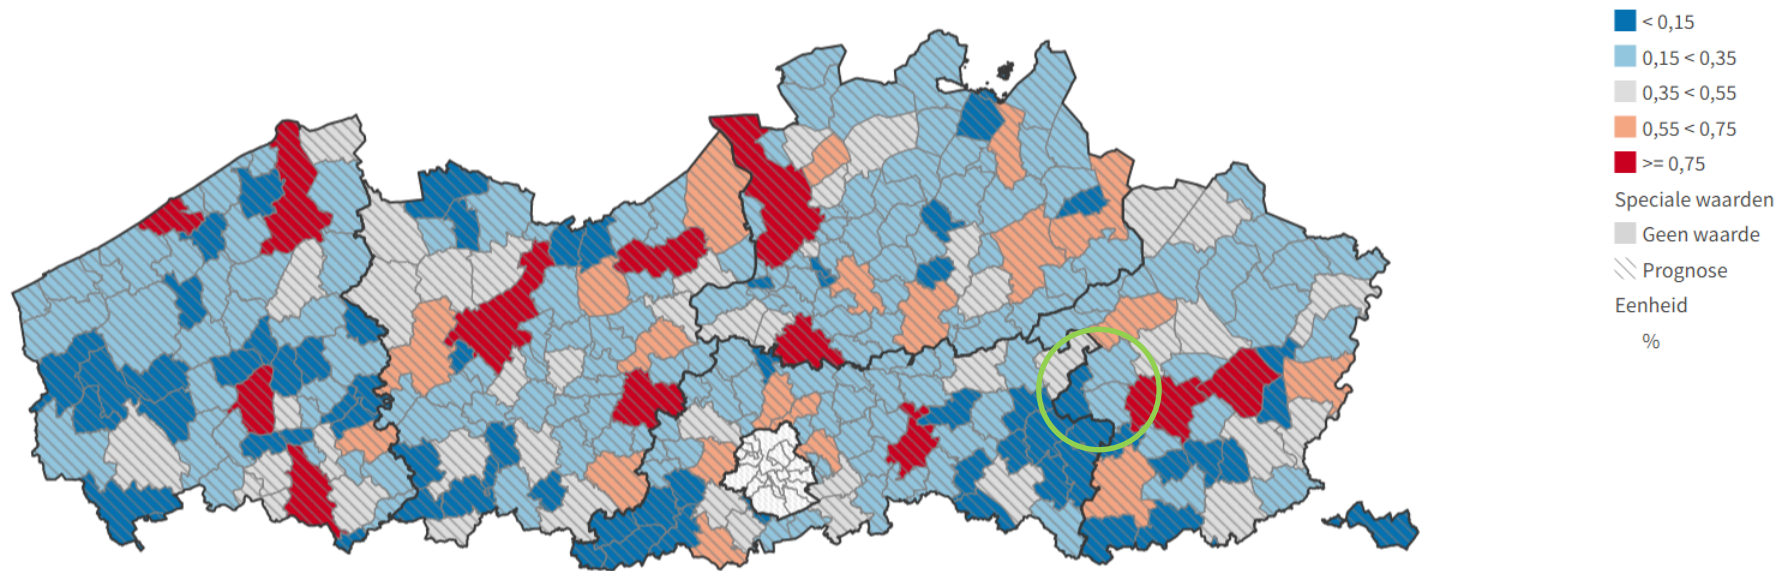 < 0,15
0,15 < 0,35
0,35 < 0,55
0,55 < 0,75
>= 0,75
Speciale waarden
Geen waarde
Prognose
Eenheid
%